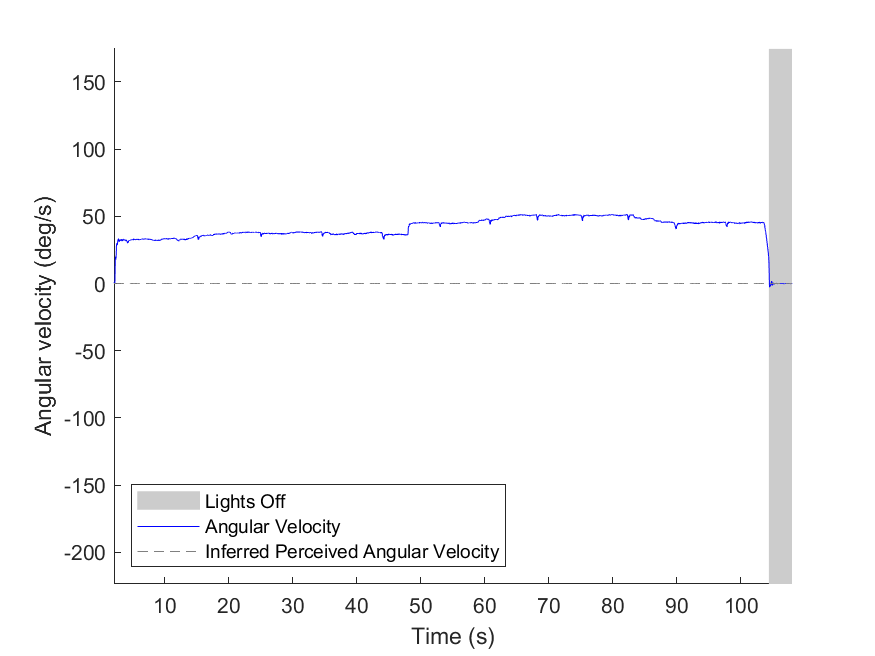 150
100
50
0
-50
-100
-150
-200
Angular velocity (deg/s)
Lights Off
Angular Velocity
Inferred Perceived Angular Velocity
10 20 30 40 50 60 70 80 90 100
Time (s)